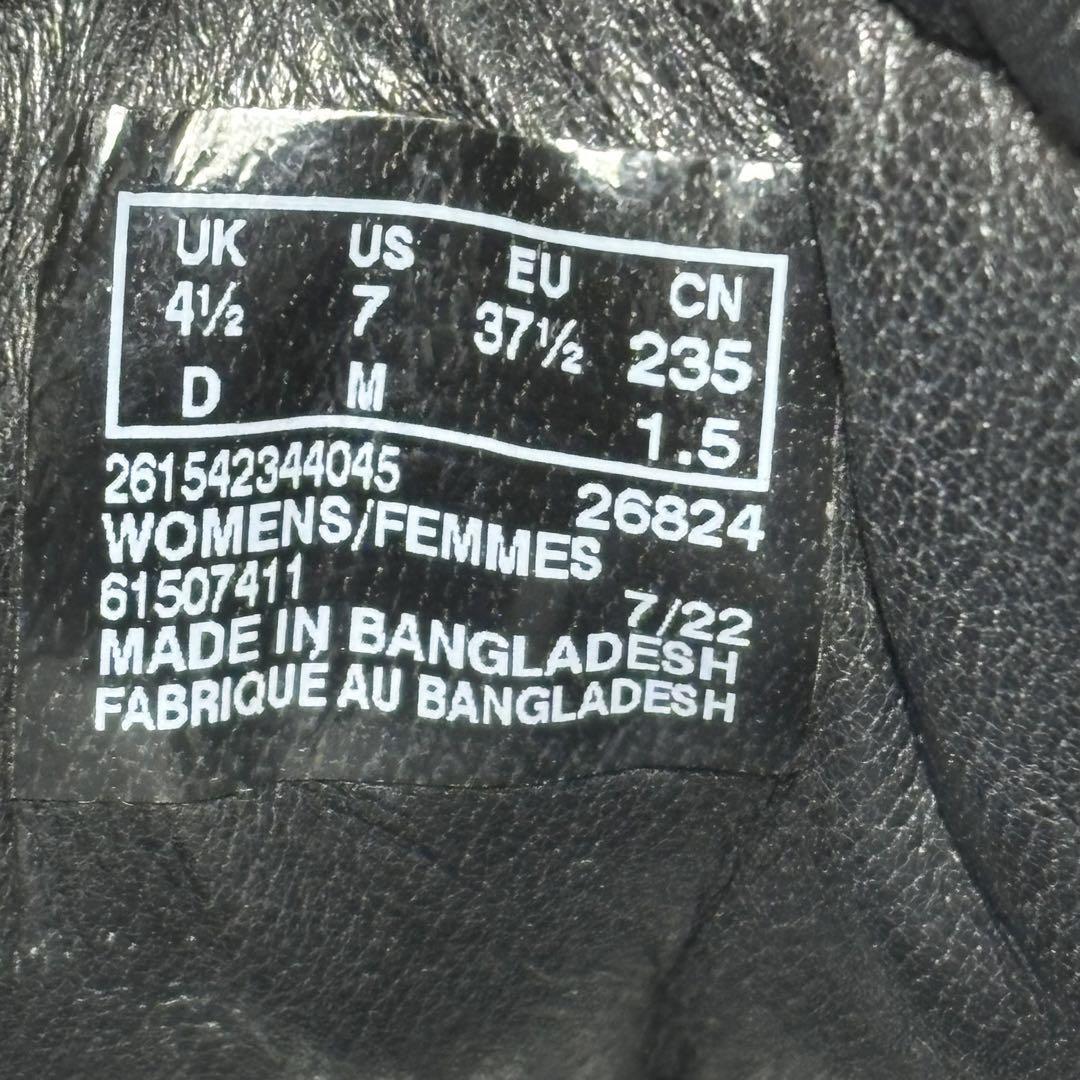 UK US EU CN
4½ 7 37½ 235
D M 1.5
261542344045 26824
WOMENS/FEMMES
61507411 7/22
MADE IN BANGLADESH
FABRIQUE AU BANGLADESH